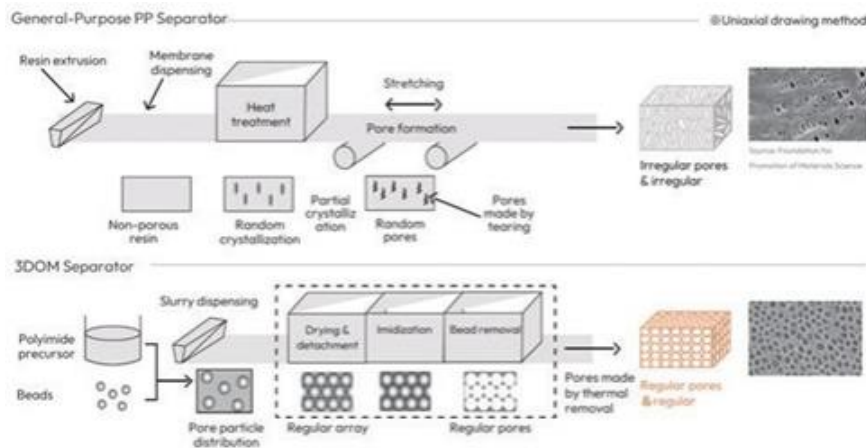 General-Purpose PP Separator
※Uniaxial drawing method
Resin extrusion
Membrane
dispensing
Heat
treatment
Stretching
Pore formation
Irregular pores
& irregular
Source: Foundation for
Promotion of Materials Science
Non-porous
resin
Random
crystallization
Partial
crystalliz
ation
Random
pores
Pores
made by
tearing
3DOM Separator
Slurry dispensing
Polyimide
precursor
Beads
Pore particle
distribution
Drying &
detachment
Imidization
Bead removal
Regular array
Regular pores
Pores made
by thermal
removal
Regular pores
& regular